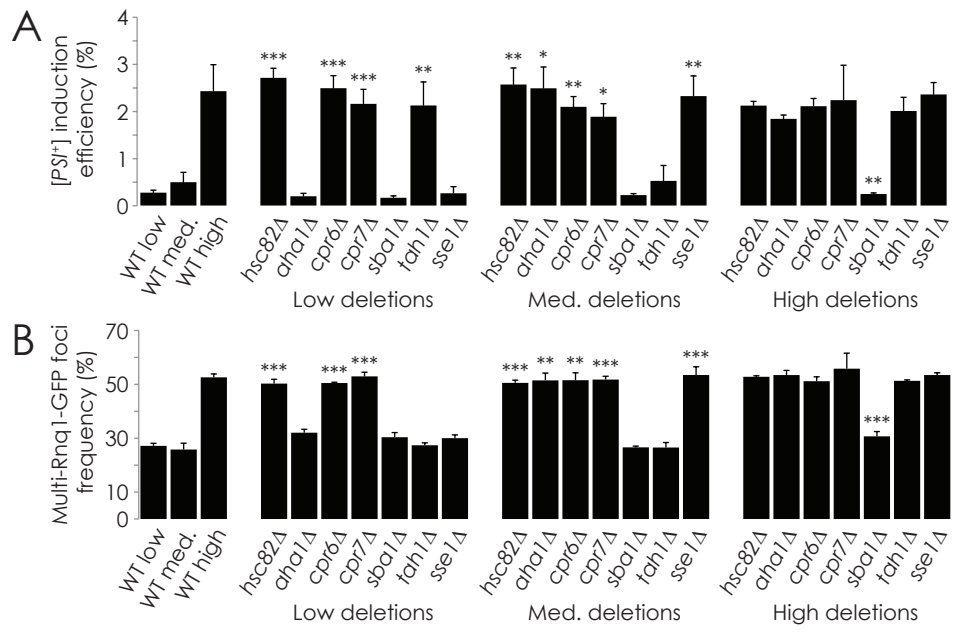 A
[PSI⁺] induction
efficiency (%)
4
3
2
1
0
*** *** *** **
** * ** * **
**
WT low
WT med.
WT high
hsc82Δ
aha1Δ
cpr6Δ
cpr7Δ
sba1Δ
tah1Δ
sse1Δ
Low deletions
hsc82Δ
aha1Δ
cpr6Δ
cpr7Δ
sba1Δ
tah1Δ
sse1Δ
Med. deletions
hsc82Δ
aha1Δ
cpr6Δ
cpr7Δ
sba1Δ
tah1Δ
sse1Δ
High deletions
B
Multi-Rnq1-GFP foci
frequency (%)
70
50
30
10
0
*** *** ***
*** ** ** *** ***
***
WT low
WT med.
WT high
hsc82Δ
aha1Δ
cpr6Δ
cpr7Δ
sba1Δ
tah1Δ
sse1Δ
Low deletions
hsc82Δ
aha1Δ
cpr6Δ
cpr7Δ
sba1Δ
tah1Δ
sse1Δ
Med. deletions
hsc82Δ
aha1Δ
cpr6Δ
cpr7Δ
sba1Δ
tah1Δ
sse1Δ
High deletions